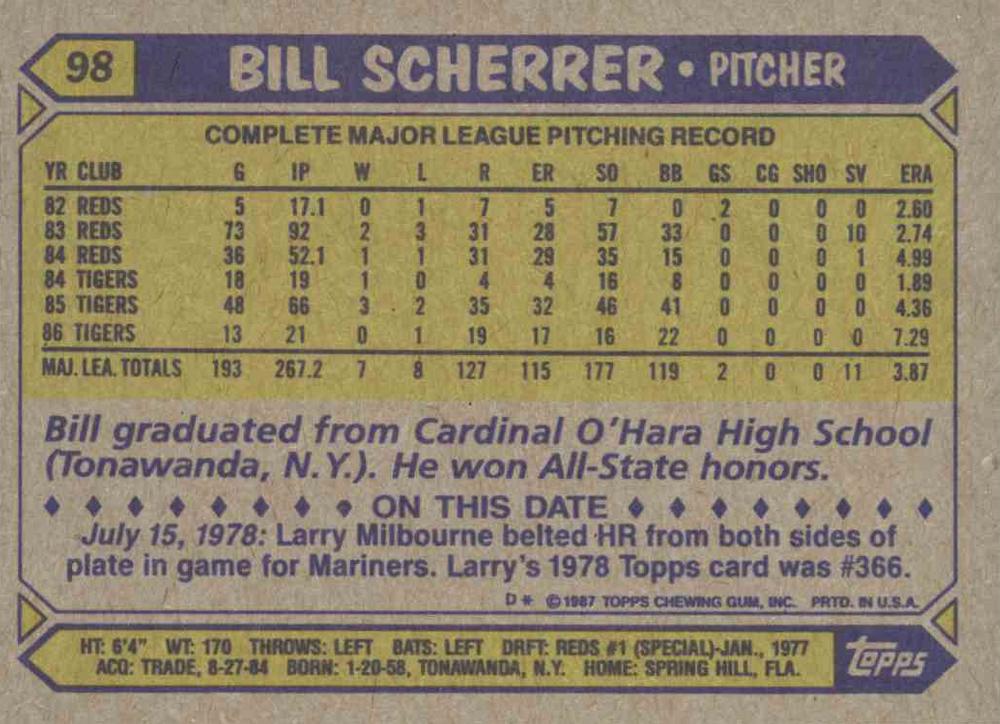 98 BILL SCHERRER • PITCHER
COMPLETE MAJOR LEAGUE PITCHING RECORD
YR CLUB G IP W L R ER SO BB GS CG SHO SV ERA
82 REDS 5 17.1 0 1 7 5 7 0 2 0 0 0 2.60
83 REDS 73 92 2 3 31 28 57 33 0 0 0 10 2.74
84 REDS 36 52.1 1 1 31 29 35 15 0 0 0 1 4.99
84 TIGERS 18 19 1 0 4 4 16 8 0 0 0 0 1.89
85 TIGERS 48 66 3 2 35 32 46 41 0 0 0 0 4.36
86 TIGERS 13 21 0 1 19 17 16 22 0 0 0 0 7.29
MAJ. LEA. TOTALS 193 267.2 7 8 127 115 177 119 2 0 0 11 3.87
Bill graduated from Cardinal O'Hara High School
(Tonawanda, N.Y.). He won All-State honors.
ON THIS DATE
July 15, 1978: Larry Milbourne belted HR from both sides of
plate in game for Mariners. Larry's 1978 Topps card was #366.
D* ©1987 TOPPS CHEWING GUM, INC. PRTD. IN U.S.A.
HT: 6'4" WT: 170 THROWS: LEFT BATS: LEFT DRFT: REDS #1 (SPECIAL)-JAN., 1977
ACQ: TRADE, 8-27-84 BORN: 1-20-58, TONAWANDA, N.Y. HOME: SPRING HILL, FLA.
Topps